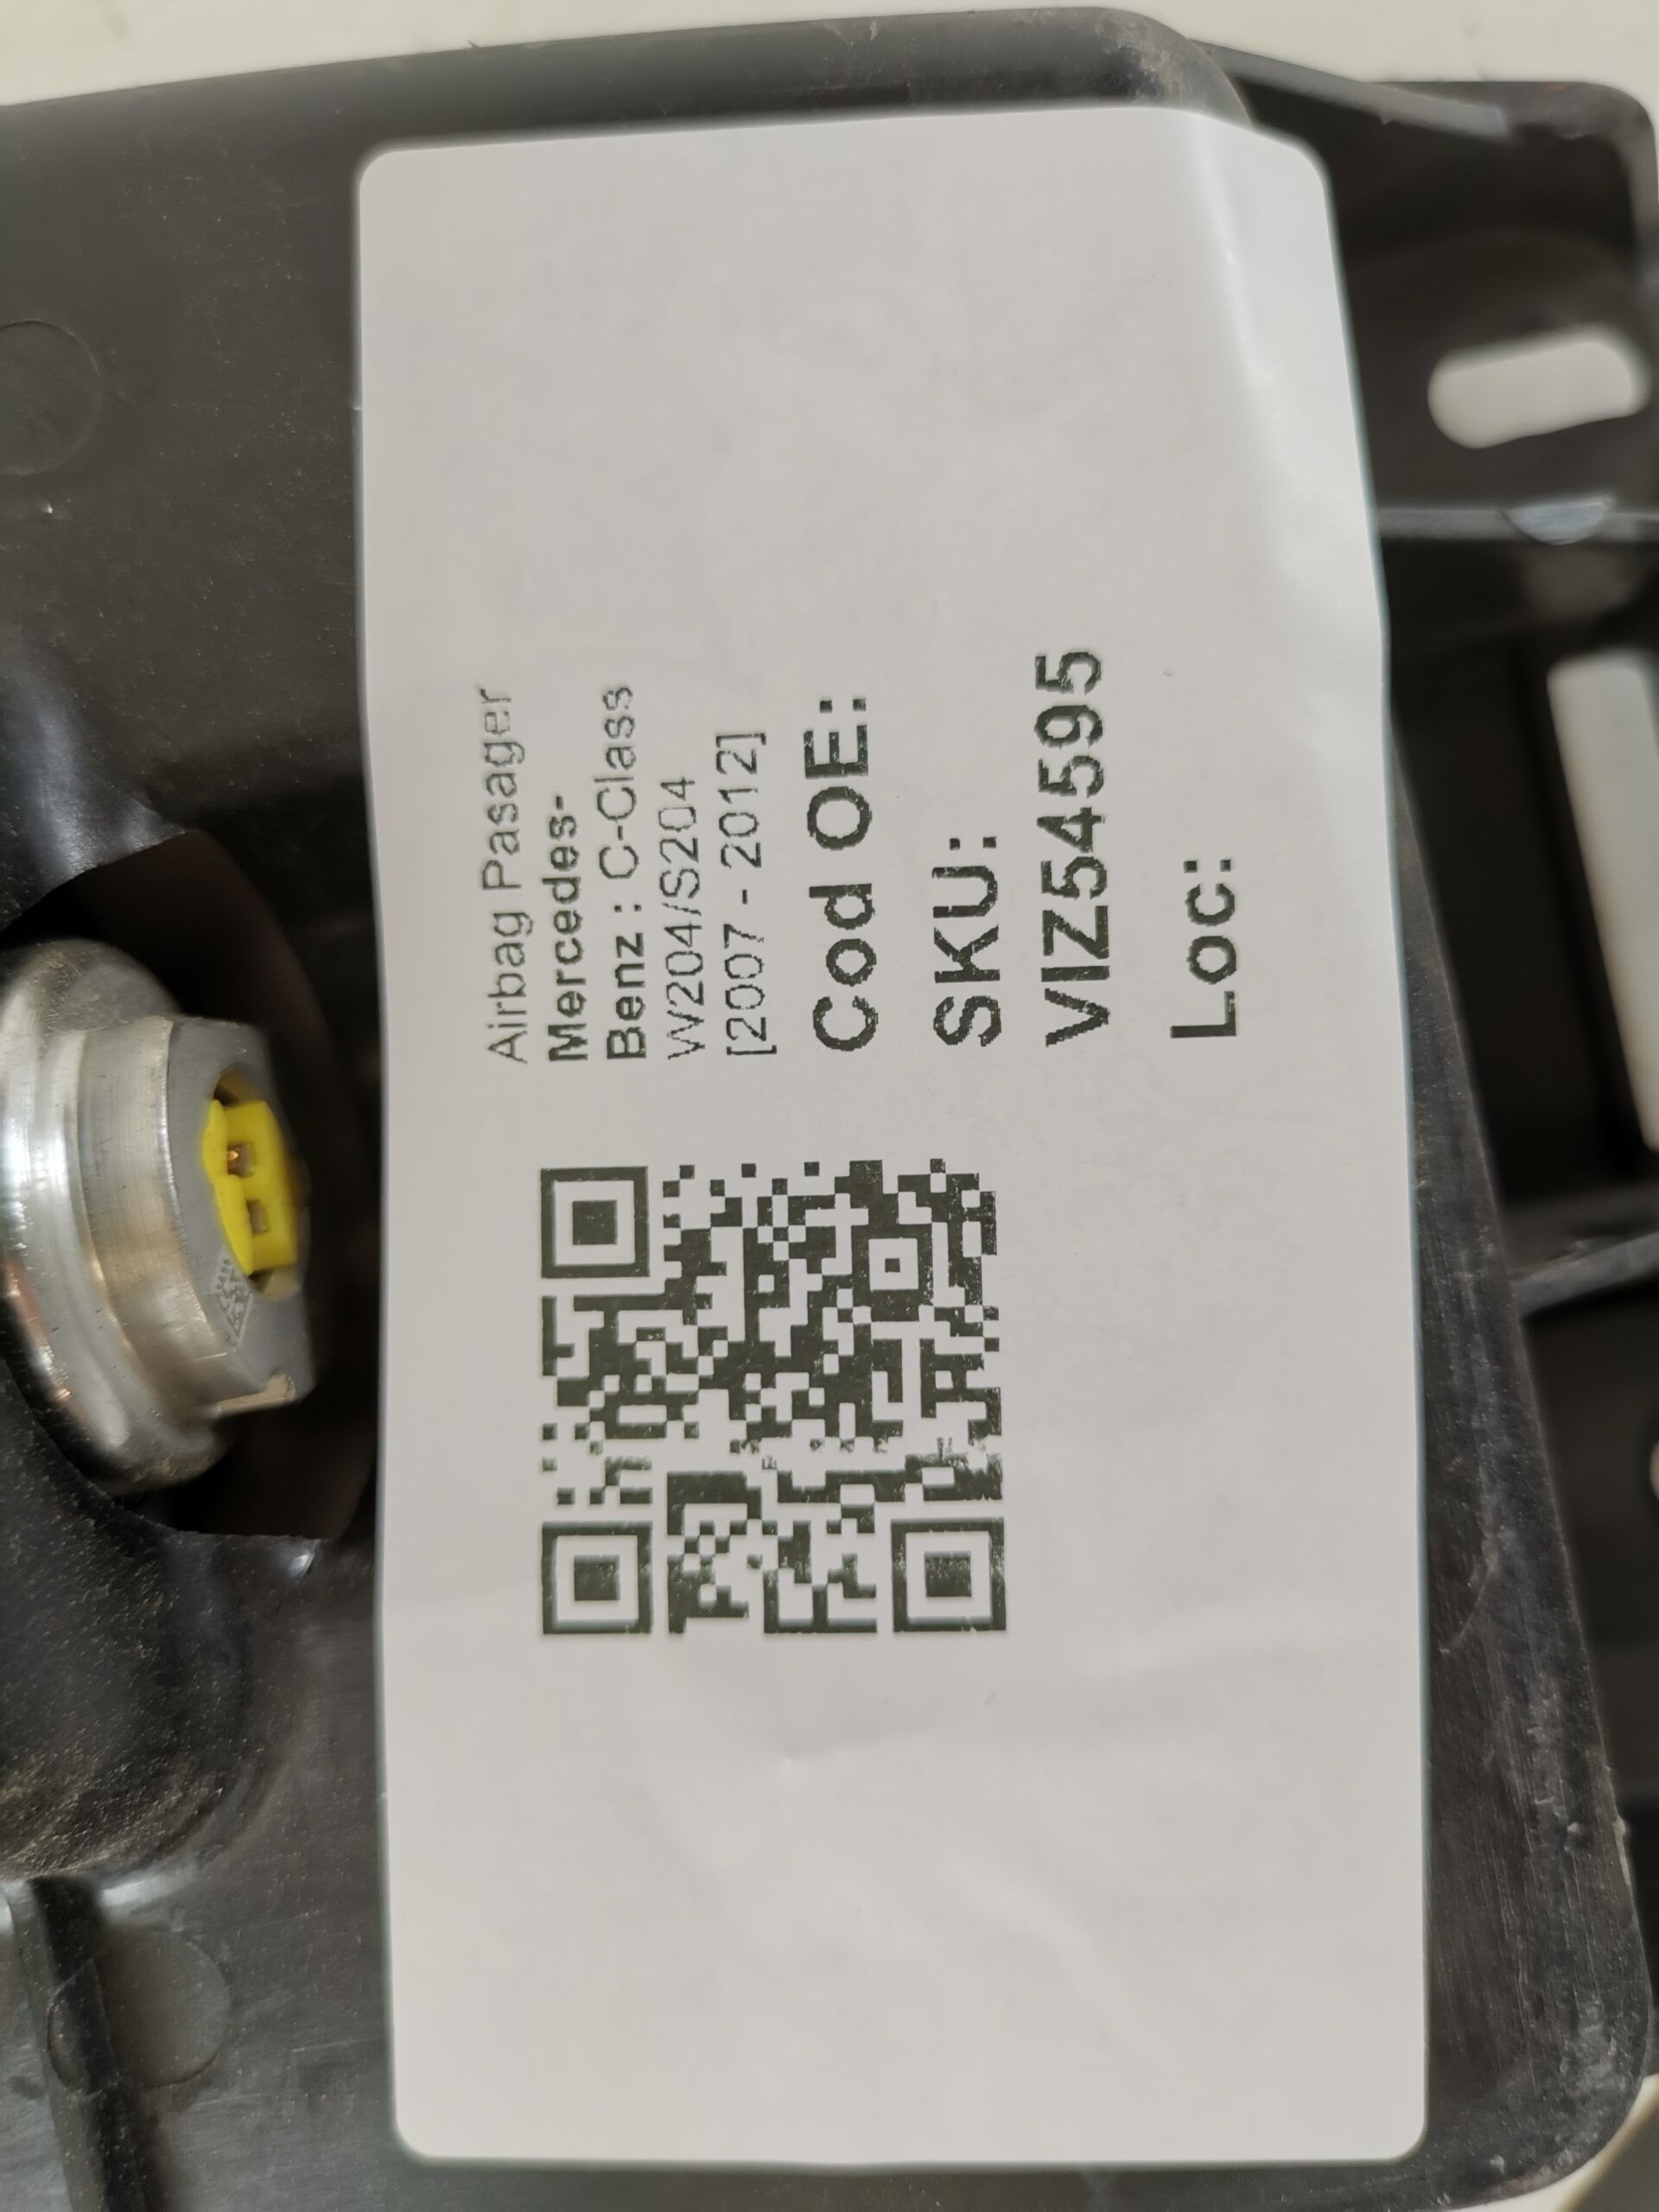 Airbag Pasager
Mercedes-
Benz : C-Class
W204/S204
[2007 - 2012]
Cod OE:
SKU:
VIZ54595
Loc: